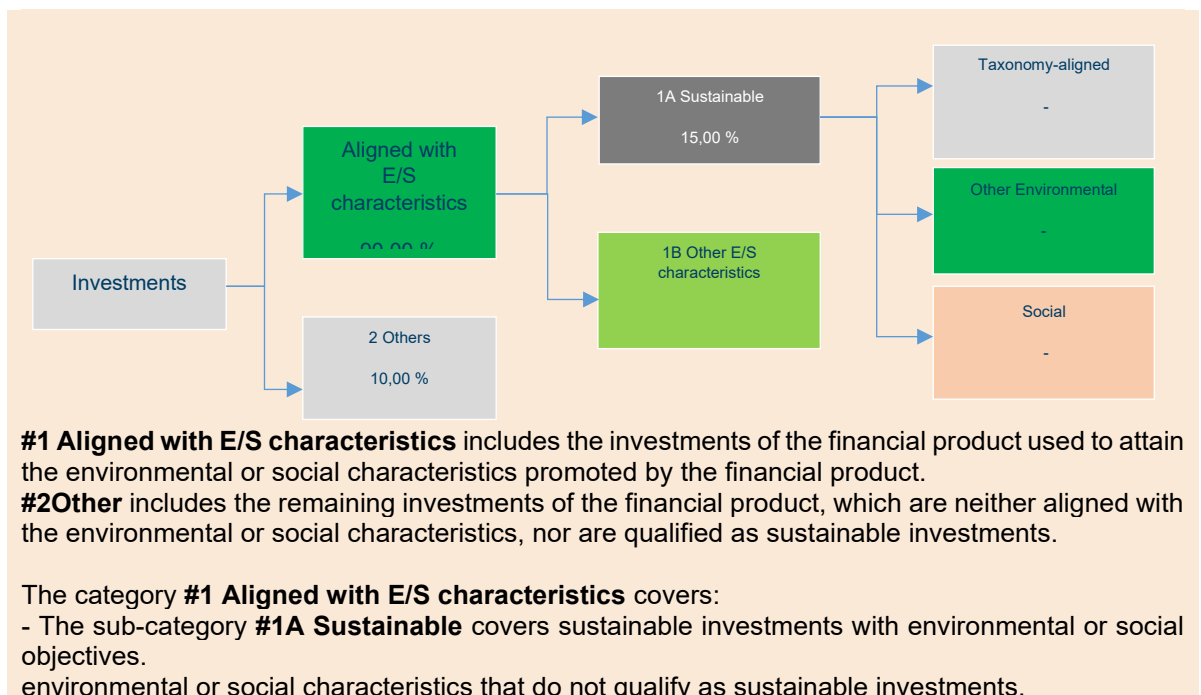 Taxonomy-aligned
-
1A Sustainable
15,00 %
Aligned with
E/S
characteristics
Other Environmental
-
1B Other E/S
characteristics
Investments
Social
-
2 Others
10,00 %
#1 Aligned with E/S characteristics includes the investments of the financial product used to attain
the environmental or social characteristics promoted by the financial product.
#2Other includes the remaining investments of the financial product, which are neither aligned with
the environmental or social characteristics, nor are qualified as sustainable investments.
The category #1 Aligned with E/S characteristics covers:
- The sub-category #1A Sustainable covers sustainable investments with environmental or social
objectives.
environmental or social characteristics that do not qualify as sustainable investments.